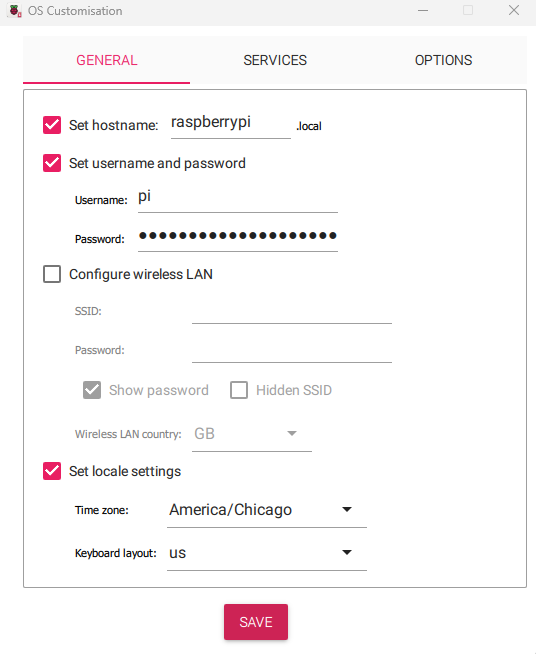 OS Customisation
GENERAL SERVICES OPTIONS
Set hostname: raspberrypi .local
Set username and password
Username: pi
Password: ●●●●●●●●●●●●●●●●●●●●
Configure wireless LAN
SSID:
Password:
Show password Hidden SSID
Wireless LAN country: GB
Set locale settings
Time zone: America/Chicago
Keyboard layout: us
SAVE